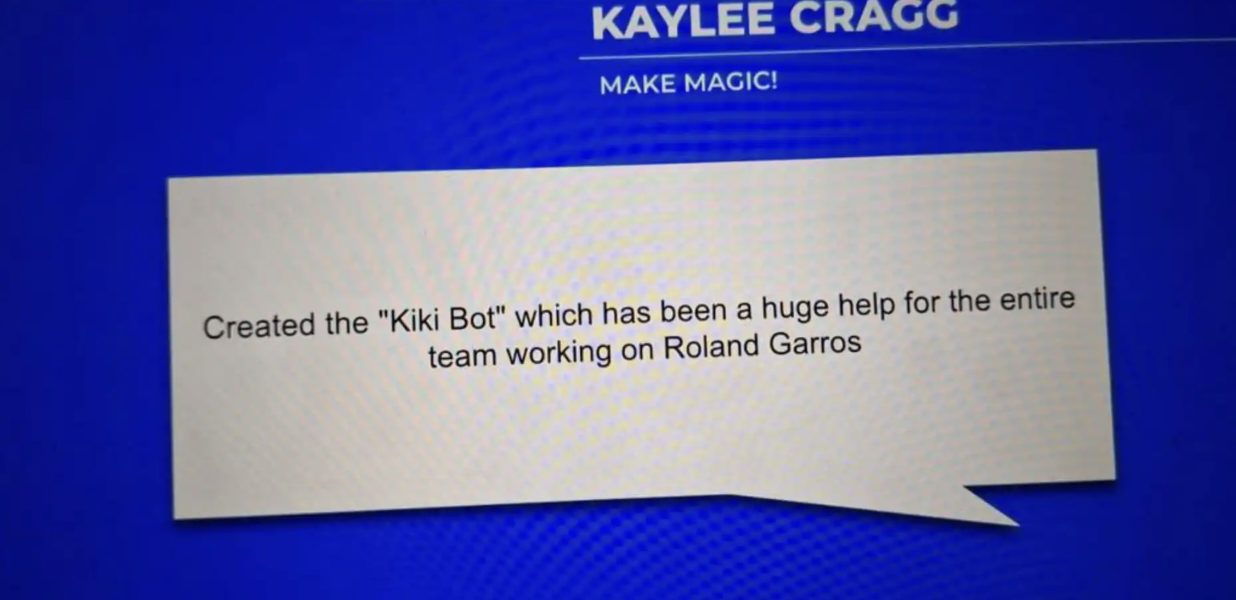 KAYLEE CRAGG
MAKE MAGIC!
Created the "Kiki Bot" which has been a huge help for the entire
team working on Roland Garros